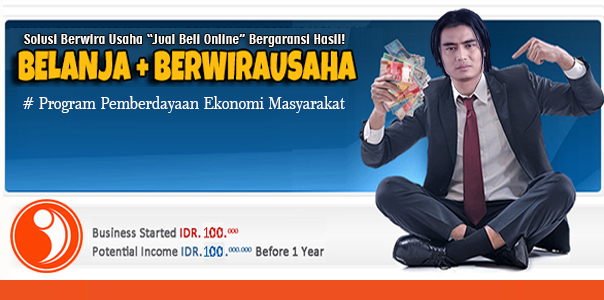 Solusi Berwira Usaha "Jual Beli Online" Bergaransi Hasil!
BELANJA + BERWIRAUSAHA
# Program Pemberdayaan Ekonomi Masyarakat
Business Started IDR. 100.000
Potential Income IDR. 100.000.000 Before 1 Year